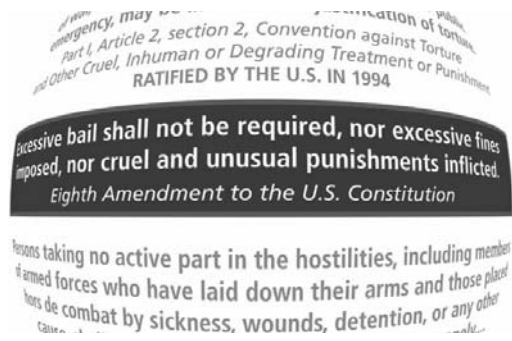 emergency, may be
tification of torture.
Part I, Article 2, section 2, Convention against Torture
and Other Cruel, Inhuman or Degrading Treatment or Punishment
RATIFIED BY THE U.S. IN 1994
Excessive bail shall not be required, nor excessive fines
imposed, nor cruel and unusual punishments inflicted.
Eighth Amendment to the U.S. Constitution
Persons taking no active part in the hostilities, including members
of armed forces who have laid down their arms and those placed
hors de combat by sickness, wounds, detention, or any other